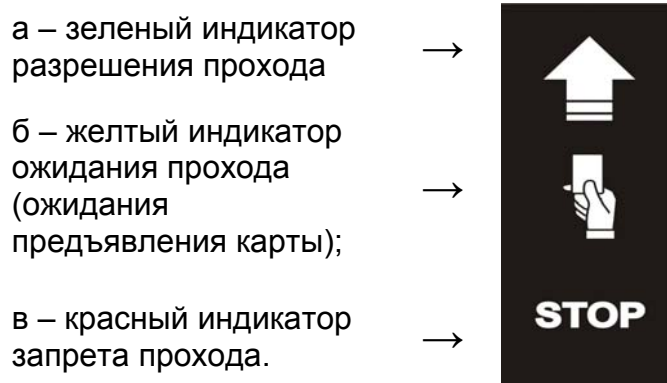 а – зеленый индикатор
разрешения прохода
→
б – желтый индикатор
ожидания прохода
(ожидания
предъявления карты);
→
в – красный индикатор
запрета прохода.
→
STOP